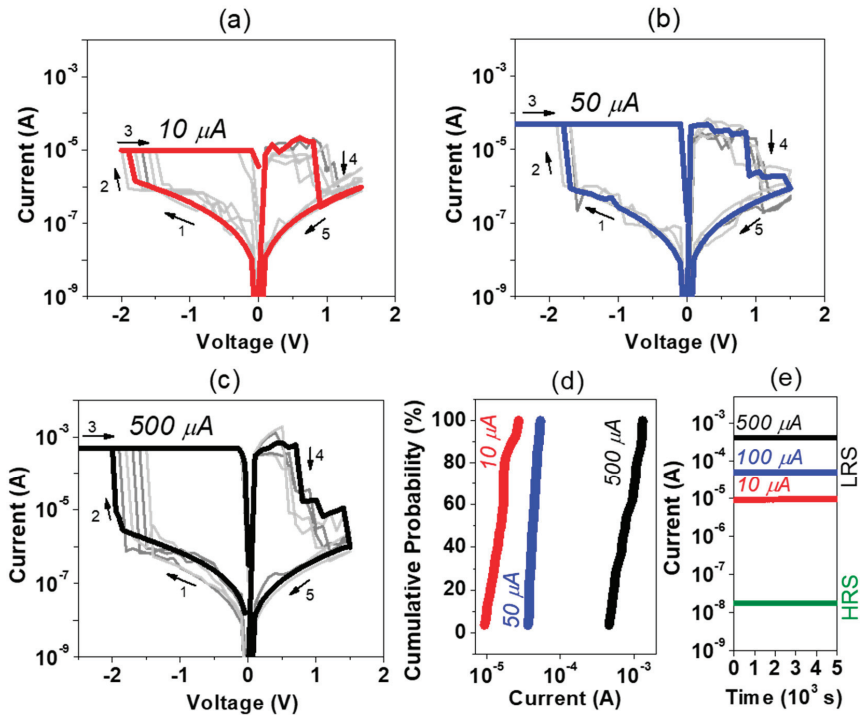 (a)
Current (A)
10⁻³
10⁻⁵
10⁻⁷
10⁻⁹
3
10 µA
2
1
4
5
-2 -1 0 1 2
Voltage (V)
(b)
Current (A)
10⁻³
10⁻⁵
10⁻⁷
10⁻⁹
3
50 µA
2
1
4
5
-2 -1 0 1 2
Voltage (V)
(c)
Current (A)
10⁻³
10⁻⁵
10⁻⁷
10⁻⁹
3
500 µA
2
1
4
5
-2 -1 0 1 2
Voltage (V)
(d)
Cumulative Probability (%)
100
80
60
40
20
0
10 µA
50 µA
500 µA
10⁻⁵ 10⁻⁴ 10⁻³
Current (A)
(e)
Current (A)
10⁻³
10⁻⁴
10⁻⁵
10⁻⁶
10⁻⁷
10⁻⁸
10⁻⁹
500 µA
100 µA
10 µA
LRS
HRS
0 1 2 3 4 5
Time (10³ s)